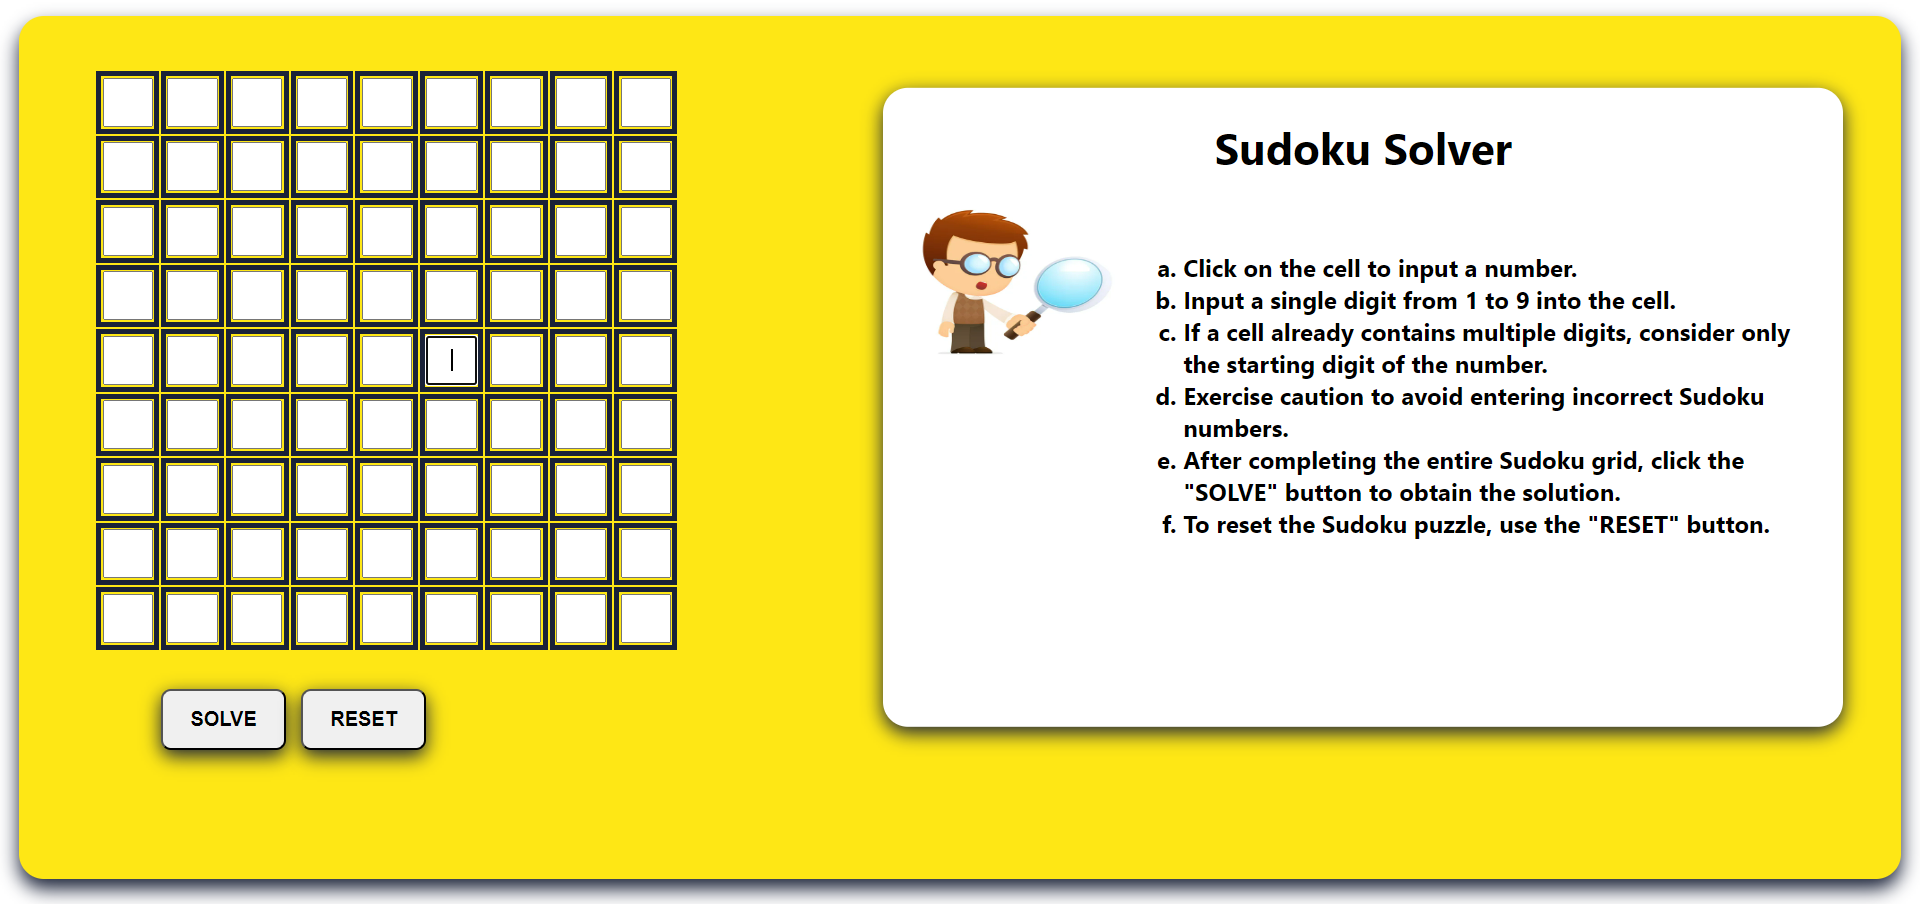 Sudoku Solver
a. Click on the cell to input a number.
b. Input a single digit from 1 to 9 into the cell.
c. If a cell already contains multiple digits, consider only
the starting digit of the number.
d. Exercise caution to avoid entering incorrect Sudoku
numbers.
e. After completing the entire Sudoku grid, click the
"SOLVE" button to obtain the solution.
f. To reset the Sudoku puzzle, use the "RESET" button.
SOLVE RESET